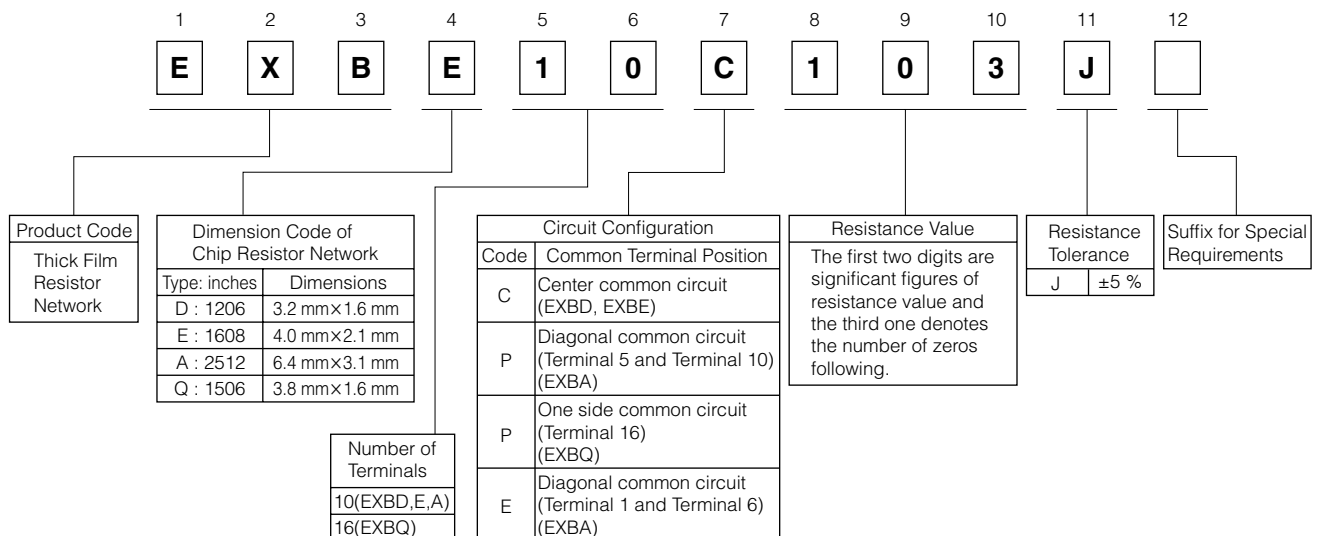 1 2 3 4 5 6 7 8 9 10 11 12
E X B E 1 0 C 1 0 3 J
Product Code
Thick Film
Resistor
Network
Dimension Code of
Chip Resistor Network
Type: inches Dimensions
D : 1206 3.2 mm×1.6 mm
E : 1608 4.0 mm×2.1 mm
A : 2512 6.4 mm×3.1 mm
Q : 1506 3.8 mm×1.6 mm
Number of
Terminals
10(EXBD,E,A)
16(EXBQ)
Circuit Configuration
Code Common Terminal Position
C Center common circuit
(EXBD, EXBE)
P Diagonal common circuit
(Terminal 5 and Terminal 10)
(EXBA)
P One side common circuit
(Terminal 16)
(EXBQ)
E Diagonal common circuit
(Terminal 1 and Terminal 6)
(EXBA)
Resistance Value
The first two digits are
significant figures of
resistance value and
the third one denotes
the number of zeros
following.
Resistance
Tolerance
J ±5 %
Suffix for Special
Requirements